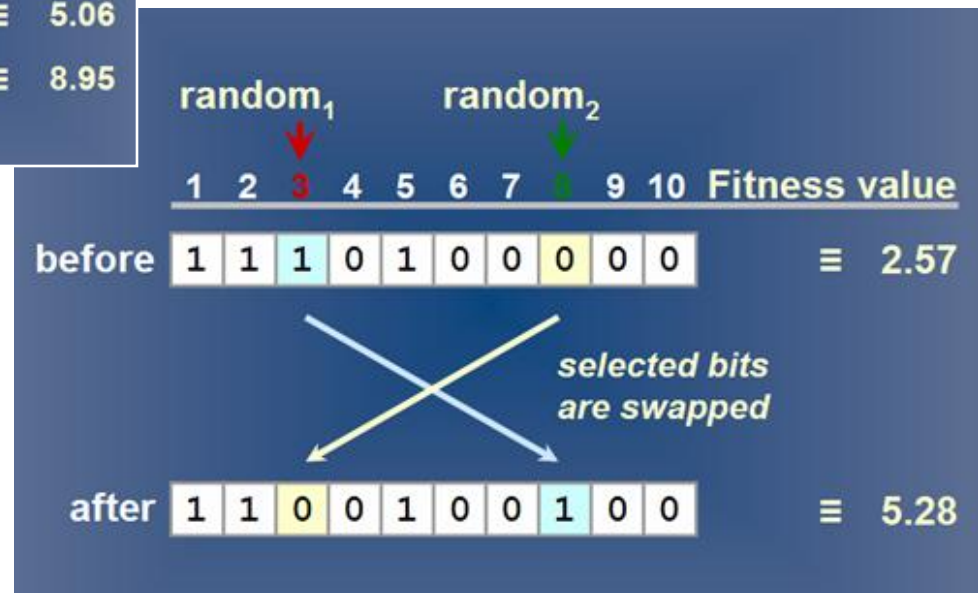 ≡ 5.06
≡ 8.95
random₁ random₂
1 2 3 4 5 6 7 8 9 10 Fitness value
before 1 1 1 0 1 0 0 0 0 0 ≡ 2.57
selected bits
are swapped
after 1 1 0 0 1 0 0 1 0 0 ≡ 5.28